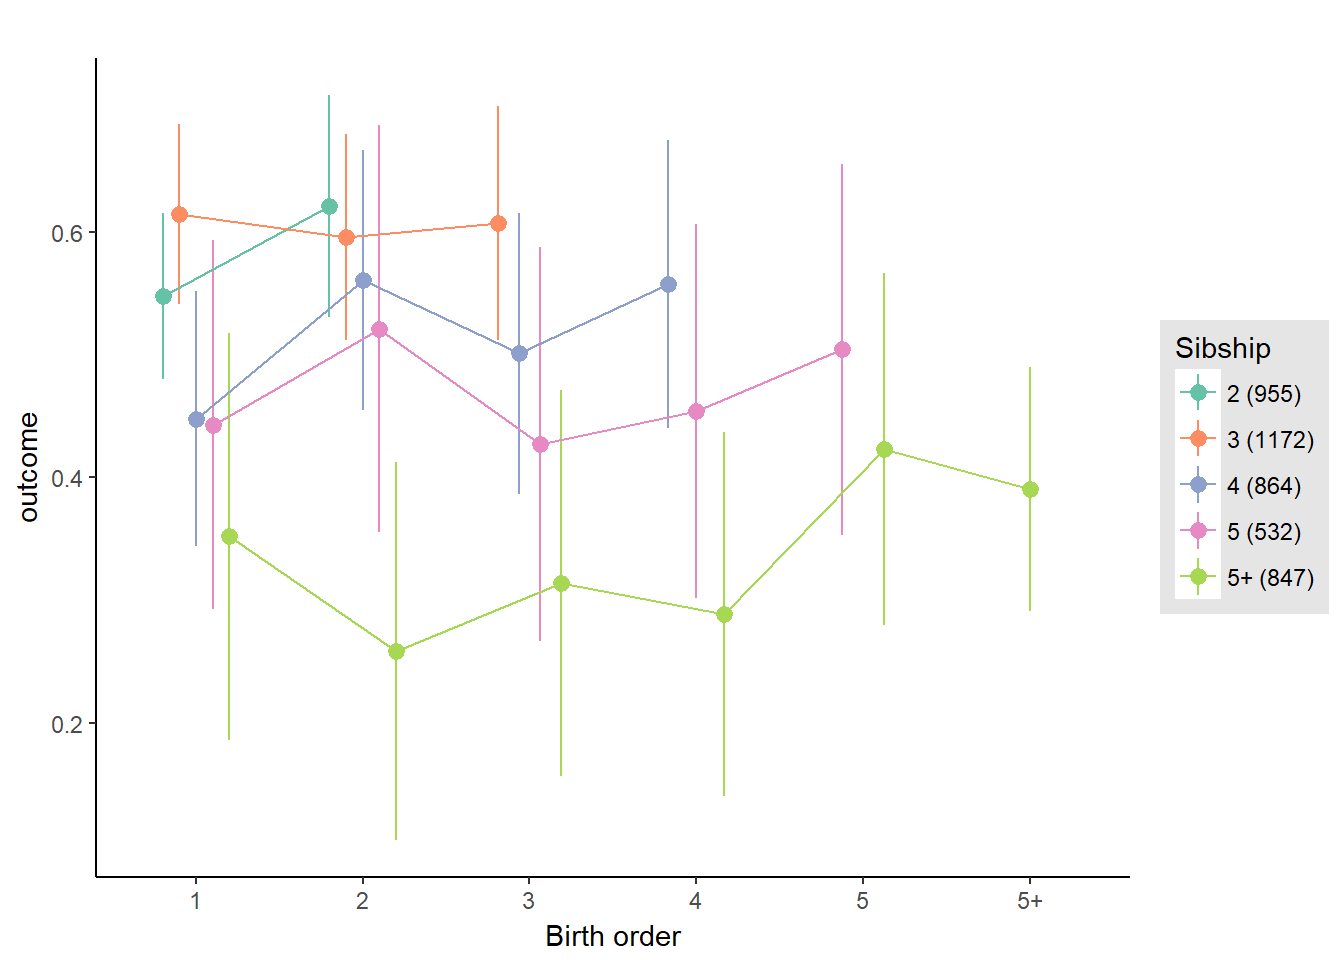 outcome
0.6
0.4
0.2
1 2 3 4 5 5+
Birth order
Sibship
2 (955)
3 (1172)
4 (864)
5 (532)
5+ (847)